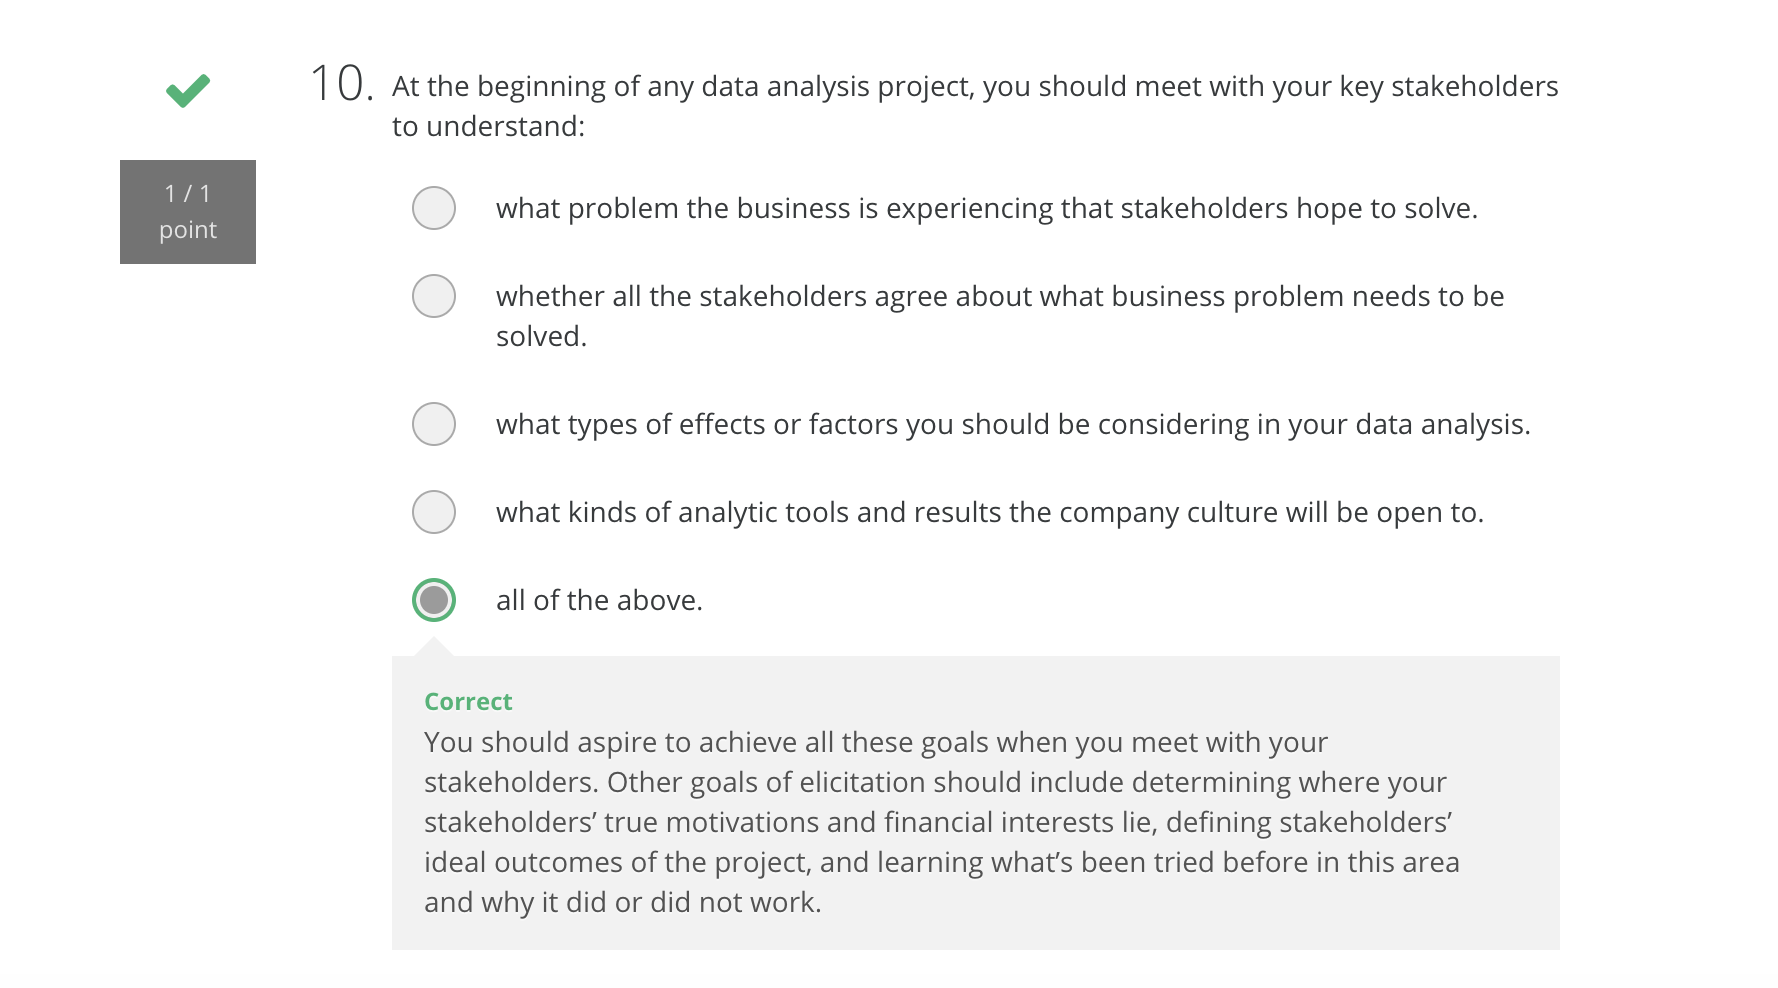 10. At the beginning of any data analysis project, you should meet with your key stakeholders
to understand:
1 / 1
point
what problem the business is experiencing that stakeholders hope to solve.
whether all the stakeholders agree about what business problem needs to be
solved.
what types of effects or factors you should be considering in your data analysis.
what kinds of analytic tools and results the company culture will be open to.
all of the above.
Correct
You should aspire to achieve all these goals when you meet with your
stakeholders. Other goals of elicitation should include determining where your
stakeholders’ true motivations and financial interests lie, defining stakeholders’
ideal outcomes of the project, and learning what’s been tried before in this area
and why it did or did not work.